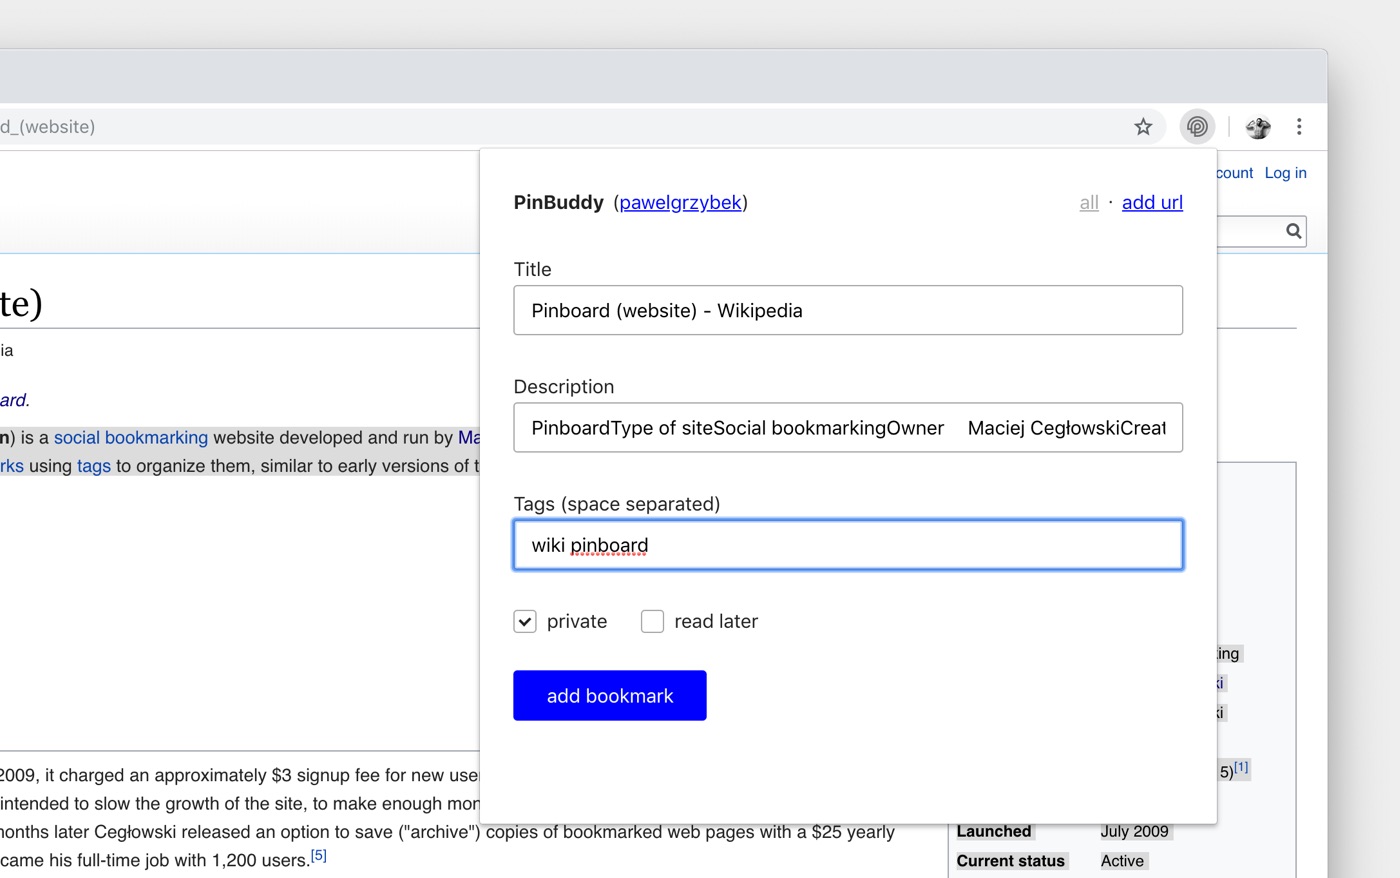 d_(website)
count Log in
PinBuddy (pawelgrzybek) all · add url
te)
Title
Pinboard (website) - Wikipedia
ia
Description
ard.
PinboardType of siteSocial bookmarkingOwner Maciej CegłowskiCreat
n) is a social bookmarking website developed and run by Ma
rks using tags to organize them, similar to early versions of t
Tags (space separated)
wiki pinboard
private read later
ing
ki
add bookmark
ki
5)[1]
2009, it charged an approximately $3 signup fee for new use
intended to slow the growth of the site, to make enough mon
months later Cegłowski released an option to save ("archive") copies of bookmarked web pages with a $25 yearly
came his full-time job with 1,200 users.[5]
Launched July 2009
Current status Active